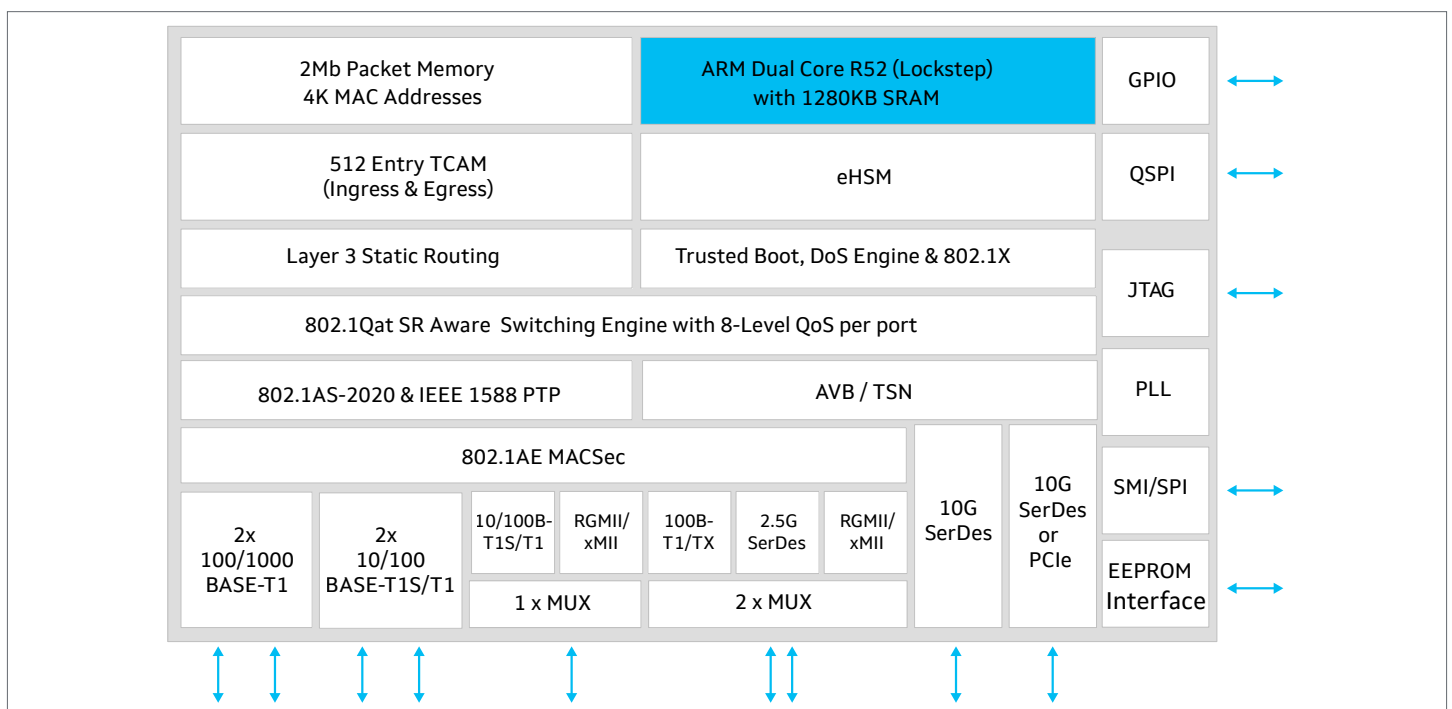 2Mb Packet Memory
4K MAC Addresses
ARM Dual Core R52 (Lockstep)
with 1280KB SRAM
GPIO
512 Entry TCAM
(Ingress & Egress)
eHSM
QSPI
Layer 3 Static Routing
Trusted Boot, DoS Engine & 802.1X
JTAG
802.1Qat SR Aware Switching Engine with 8-Level QoS per port
802.1AS-2020 & IEEE 1588 PTP
AVB / TSN
PLL
802.1AE MACSec
2x
100/1000
BASE-T1
2x
10/100
BASE-T1S/T1
10/100B-
T1S/T1
RGMII/
xMII
1 x MUX
100B-
T1/TX
2.5G
SerDes
RGMII/
xMII
2 x MUX
10G
SerDes
10G
SerDes
or
PCIe
SMI/SPI
EEPROM
Interface